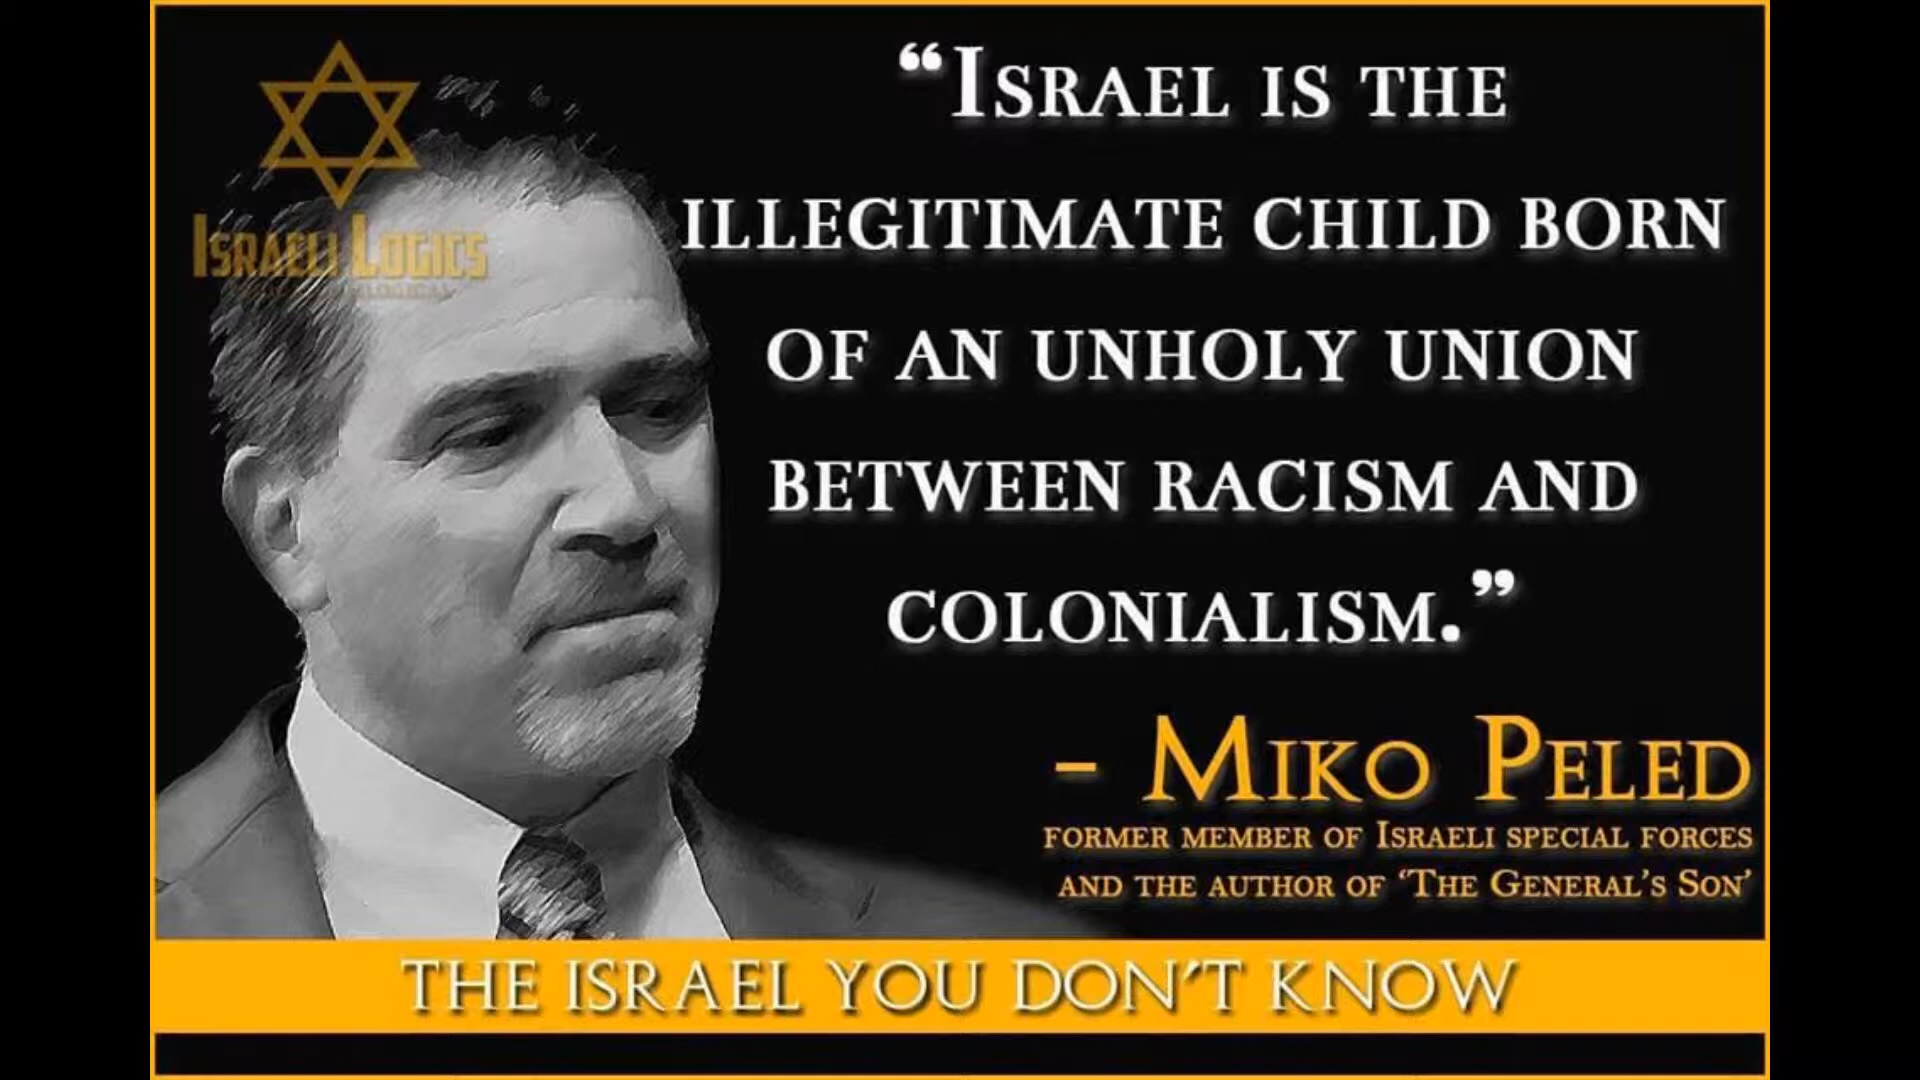 Israeli Logics
“Israel is the
illegitimate child born
of an unholy union
between racism and
colonialism.”
- Miko Peled
former member of Israeli special forces
and the author of ‘The General’s Son’
THE ISRAEL YOU DON’T KNOW